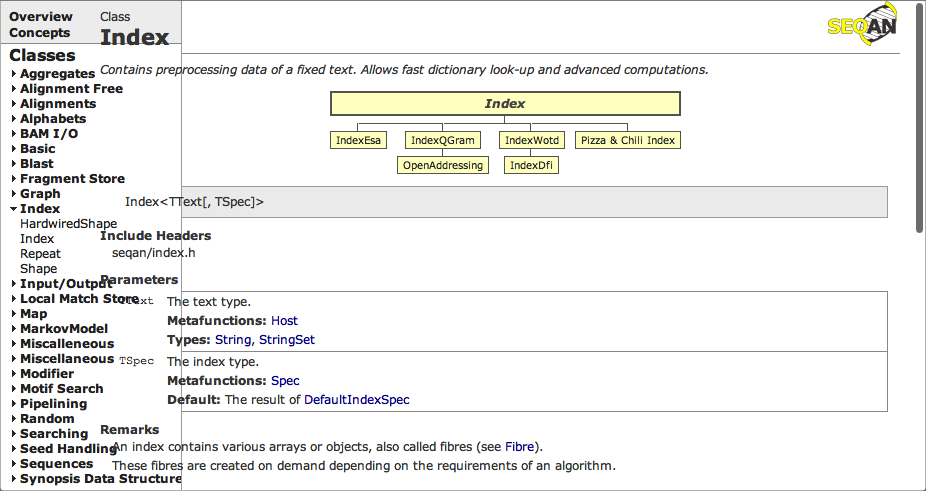 Overview
Concepts
Classes
Aggregates
Alignment Free
Alignments
Alphabets
BAM I/O
Basic
Blast
Fragment Store
Graph
Index
HardwiredShape
Index
Repeat
Shape
Input/Output
Local Match Store
Map
MarkovModel
Miscalleneous
Miscellaneous
Modifier
Motif Search
Pipelining
Random
Searching
Seed Handling
Sequences
Synopsis Data Structure
Class
Index
SEQAN
Contains preprocessing data of a fixed text. Allows fast dictionary look-up and advanced computations.
Index
IndexEsa IndexQGram IndexWotd Pizza & Chili Index
OpenAddressing IndexDfi
Index<TText[, TSpec]>
Include Headers
seqan/index.h
Parameters
TText The text type.
Metafunctions: Host
Types: String, StringSet
TSpec The index type.
Metafunctions: Spec
Default: The result of DefaultIndexSpec
Remarks
An index contains various arrays or objects, also called fibres (see Fibre).
These fibres are created on demand depending on the requirements of an algorithm.